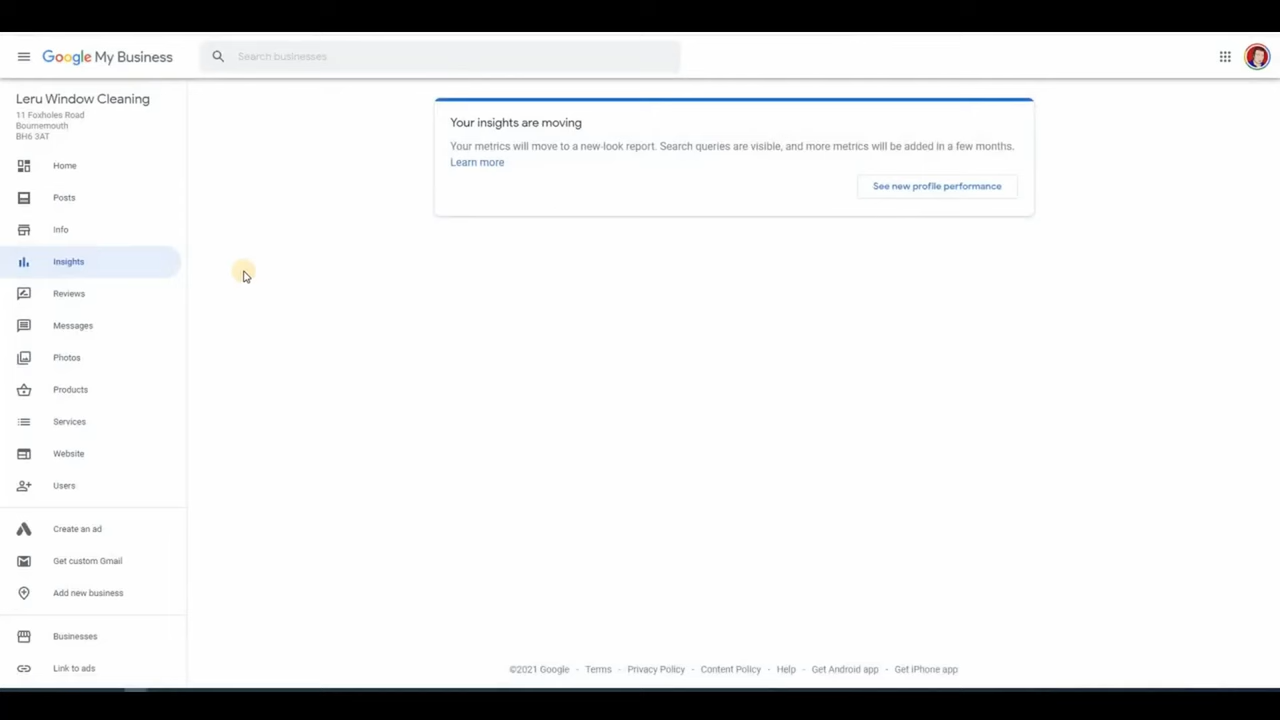 Google My Business
Search businesses
Leru Window Cleaning
11 Foxholes Road
Bournemouth
BH6 3AT
Home
Posts
Info
Insights
Reviews
Messages
Photos
Products
Services
Website
Users
Create an ad
Get custom Gmail
Add new business
Businesses
Link to ads
Your insights are moving
Your metrics will move to a new-look report. Search queries are visible, and more metrics will be added in a few months.
Learn more
See new profile performance
©2021 Google - Terms - Privacy Policy - Content Policy - Help - Get Android app - Get iPhone app